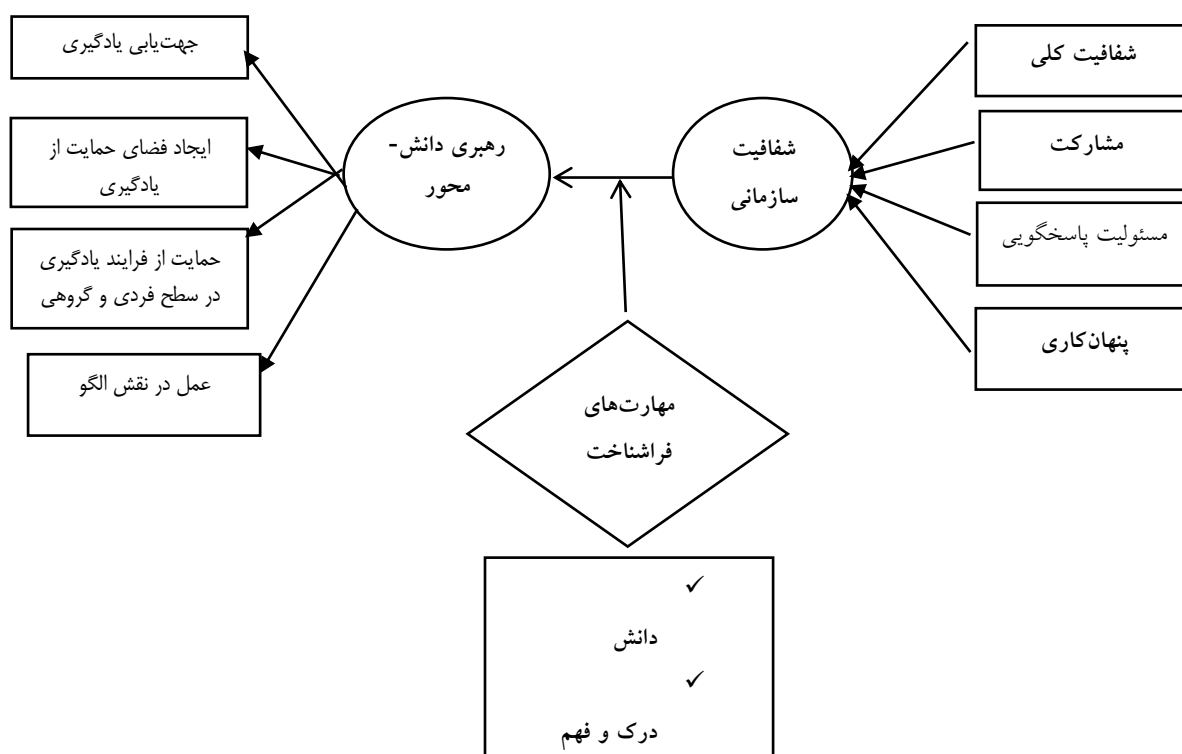 شفافیت کلی
مشارکت
مسئولیت پاسخگویی
پنهان‌کاری
شفافیت
سازمانی
رهبری دانش-
محور
جهت‌یابی یادگیری
ایجاد فضای حمایت از
یادگیری
حمایت از فرایند یادگیری
در سطح فردی و گروهی
عمل در نقش الگو
مهارت‌های
فراشناخت
✓
دانش
✓
درک و فهم